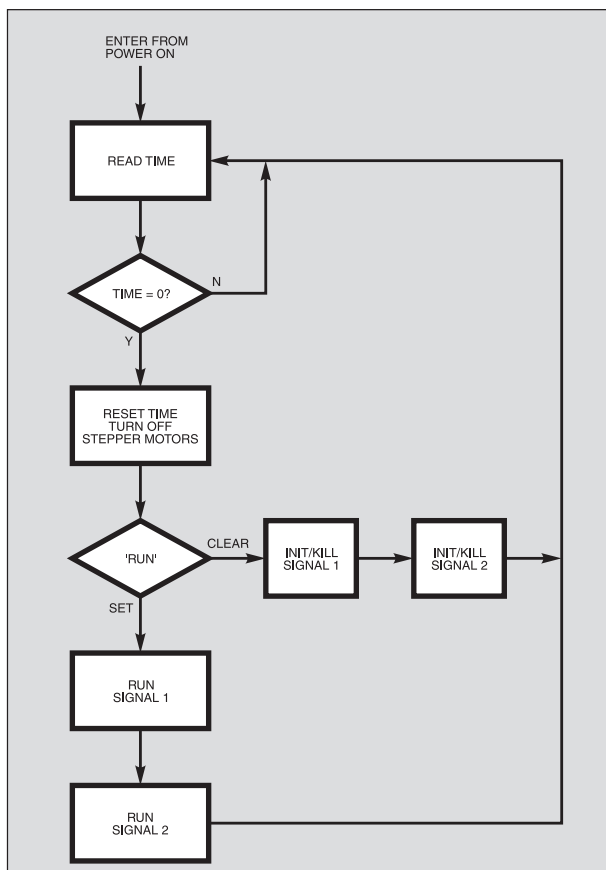 ENTER FROM
POWER ON
READ TIME
TIME = 0?
N
Y
RESET TIME
TURN OFF
STEPPER MOTORS
'RUN'
CLEAR
INIT/KILL
SIGNAL 1
INIT/KILL
SIGNAL 2
SET
RUN
SIGNAL 1
RUN
SIGNAL 2